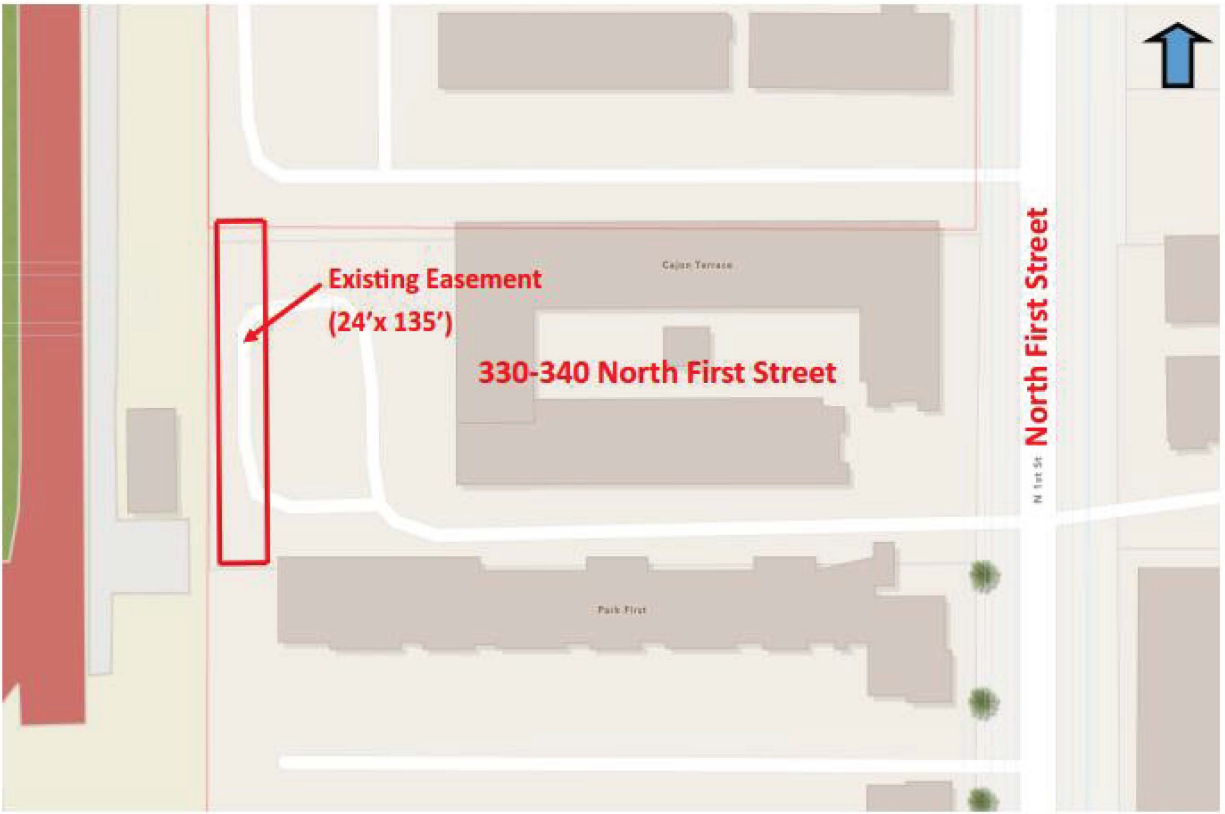 Cajon Terrace
Existing Easement
(24’x 135’)
330-340 North First Street
North First Street
N 1st St
Park First